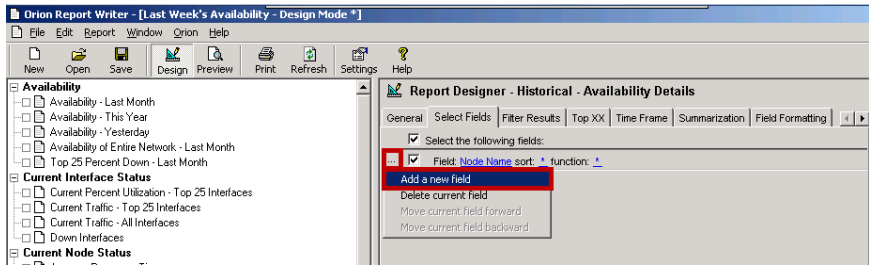 Orion Report Writer - [Last Week's Availability - Design Mode *]
File Edit Report Window Orion Help
New Open Save Design Preview Print Refresh Settings Help
Availability
Availability - Last Month
Availability - This Year
Availability - Yesterday
Availability of Entire Network - Last Month
Top 25 Percent Down - Last Month
Current Interface Status
Current Percent Utilization - Top 25 Interfaces
Current Traffic - Top 25 Interfaces
Current Traffic - All Interfaces
Down Interfaces
Current Node Status
Report Designer - Historical - Availability Details
General Select Fields Filter Results Top XX Time Frame Summarization Field Formatting
Select the following fields:
... Field: Node Name sort: * function: *
Add a new field
Delete current field
Move current field forward
Move current field backward